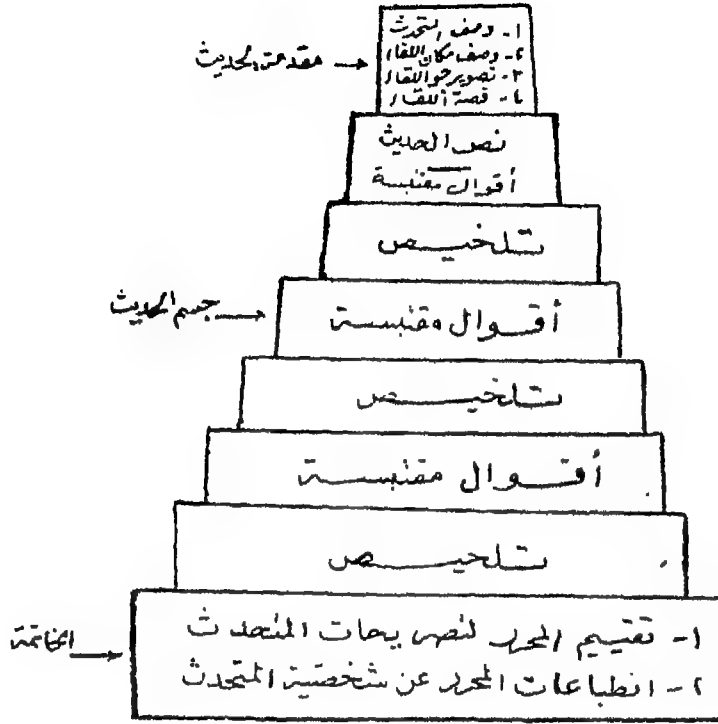 ١- وصف المتحدث
٢- وصف مكان اللقاء
٣- تصوير جو اللقاء
٤- قصة اللقاء
مقدمة الحديث
نص الحديث
أقوال مقتبسة
تلخيص
جسم الحديث
أقوال مقتبسة
تلخيص
أقوال مقتبسة
تلخيص
الخاتمة
١- تقييم المحرر لتصريحات المتحدث
٢- انطباعات المحرر عن شخصية المتحدث